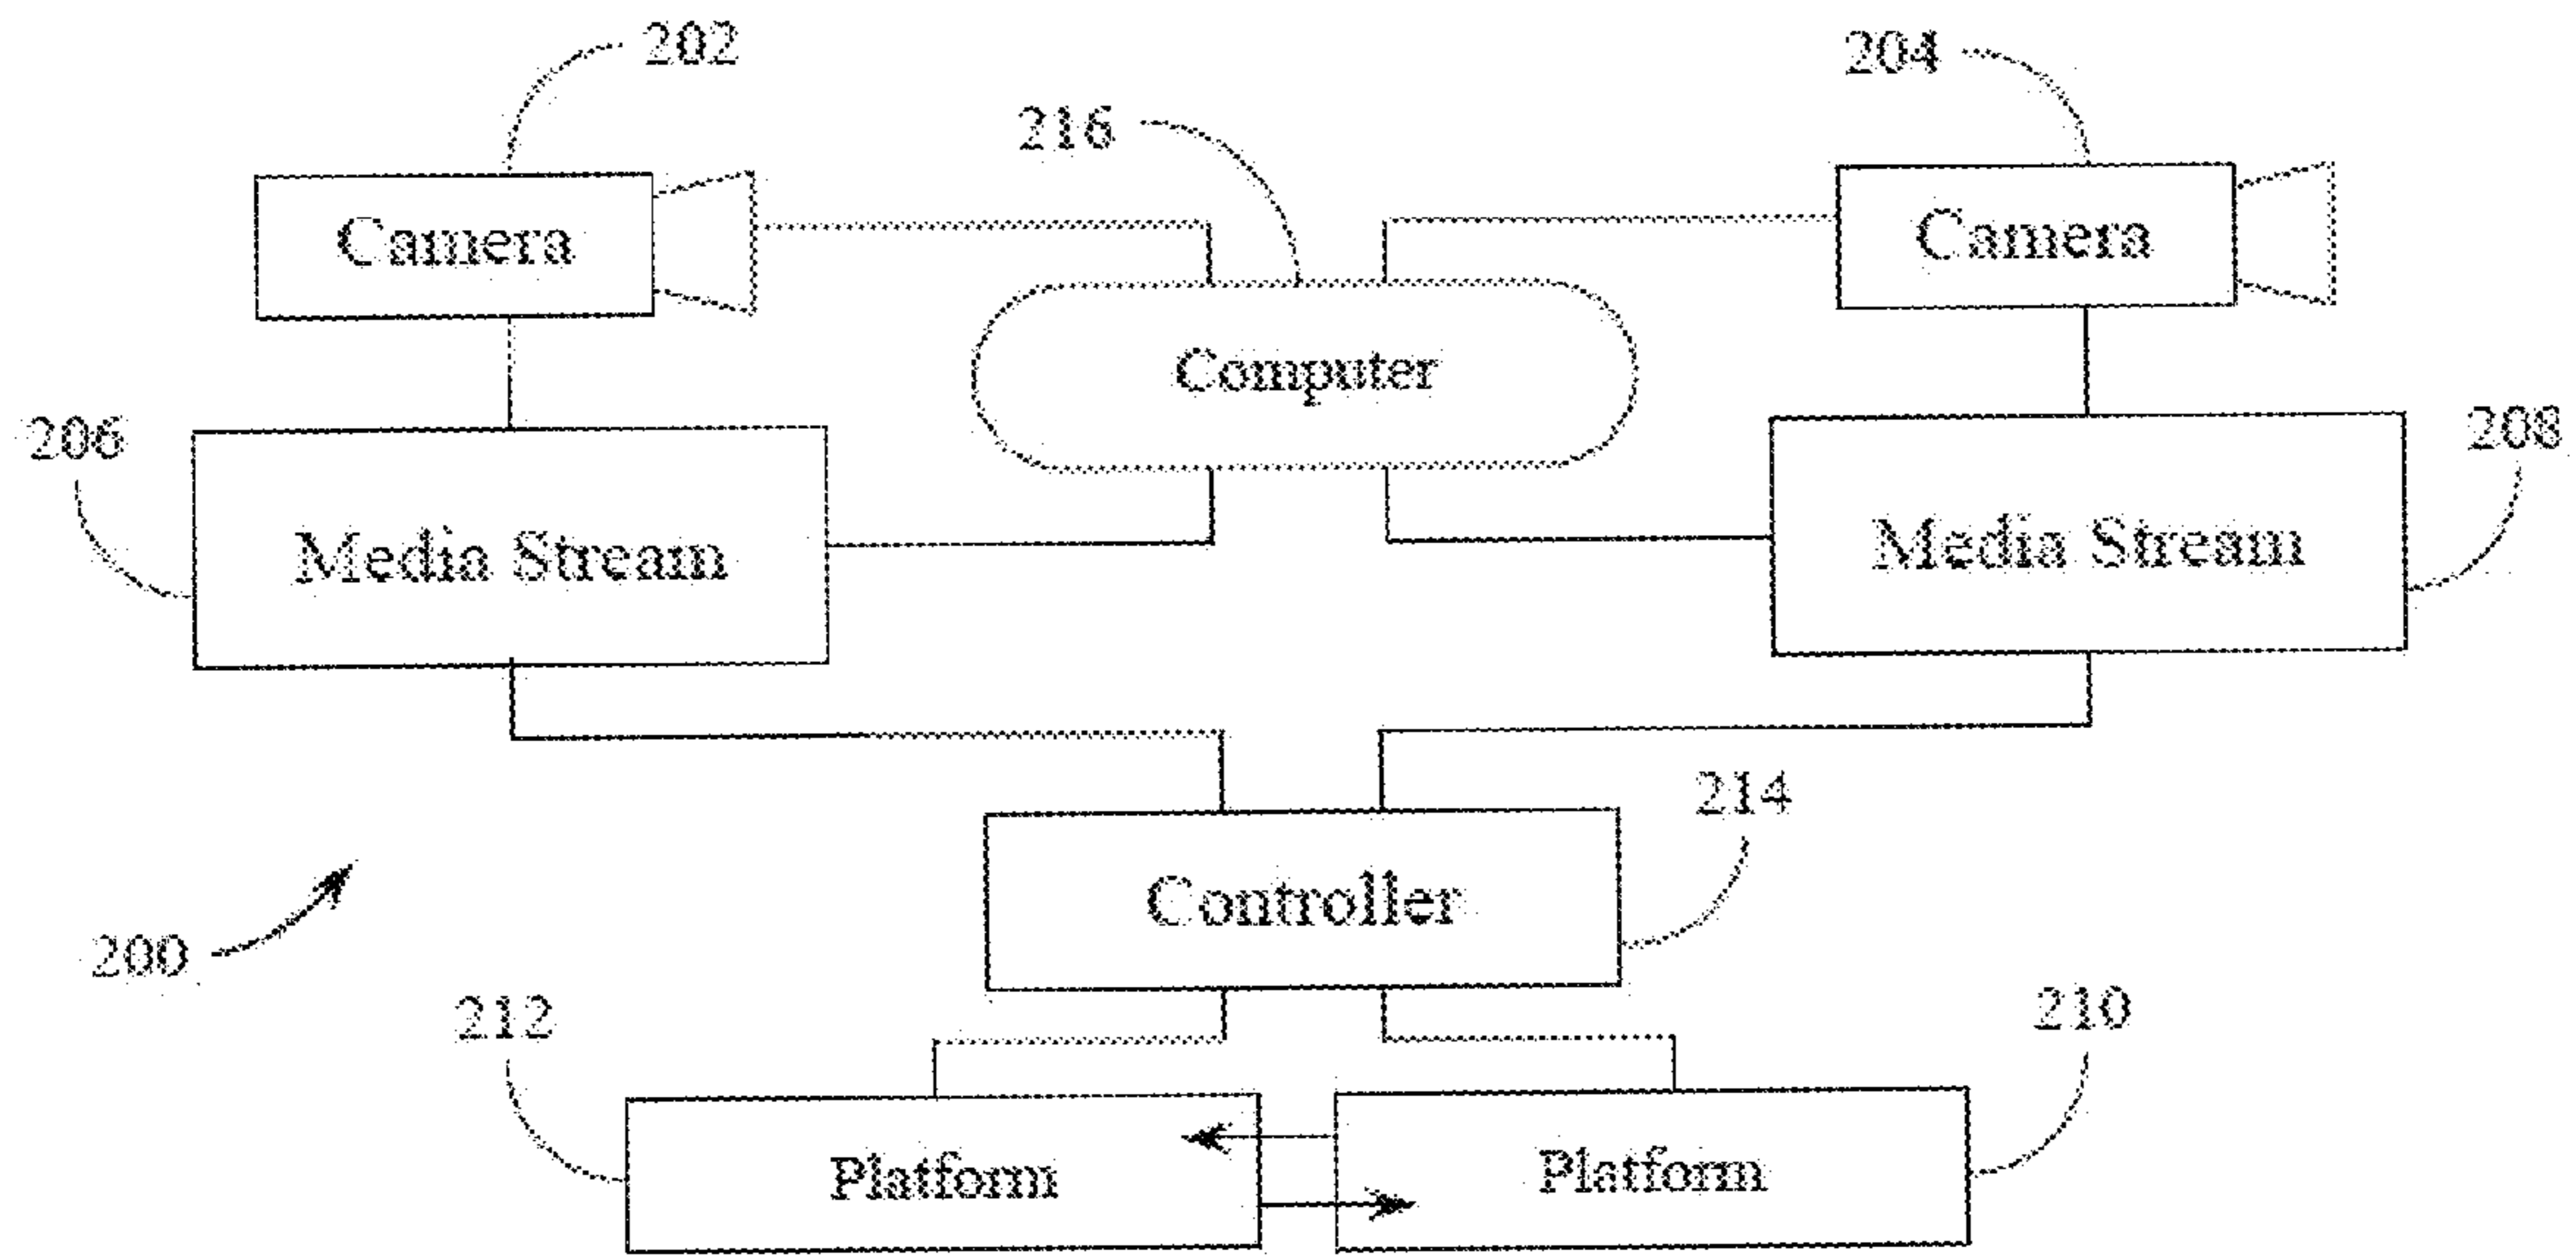 202
204
216
Camera
Camera
Computer
206
208
Media Stream
Media Stream
214
Controller
200
212
210
Platform
Platform